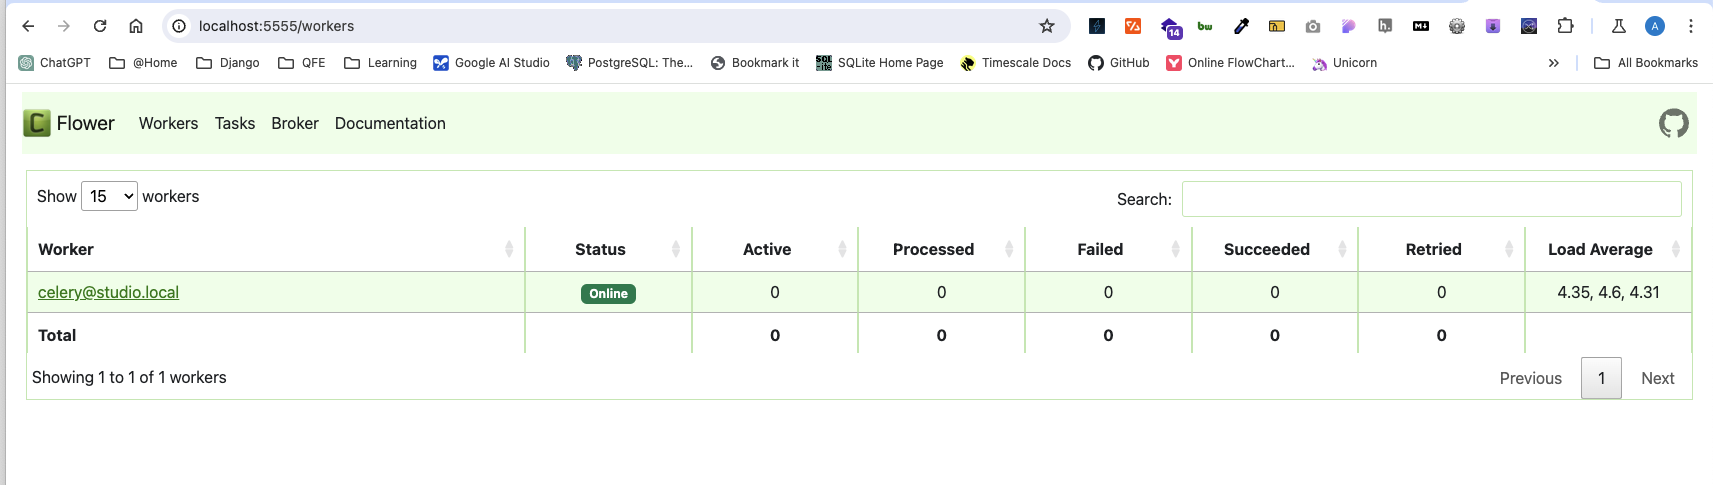 localhost:5555/workers
14
bw
h.
M
A
ChatGPT @Home Django QFE Learning Google AI Studio PostgreSQL: The... Bookmark it SQLite Home Page Timescale Docs GitHub Online FlowChart... Unicorn » All Bookmarks
C Flower Workers Tasks Broker Documentation
Show 15 workers Search:
Worker Status Active Processed Failed Succeeded Retried Load Average
celery@studio.local Online 0 0 0 0 0 4.35, 4.6, 4.31
Total 0 0 0 0 0
Showing 1 to 1 of 1 workers Previous 1 Next